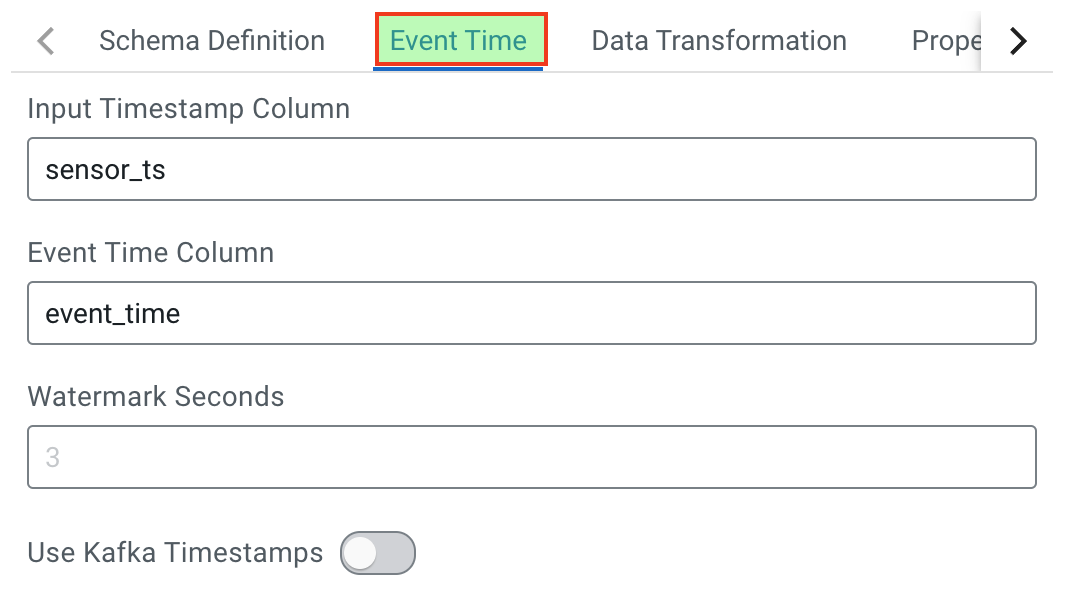 Schema Definition Event Time Data Transformation Prope
Input Timestamp Column
sensor_ts
Event Time Column
event_time
Watermark Seconds
3
Use Kafka Timestamps